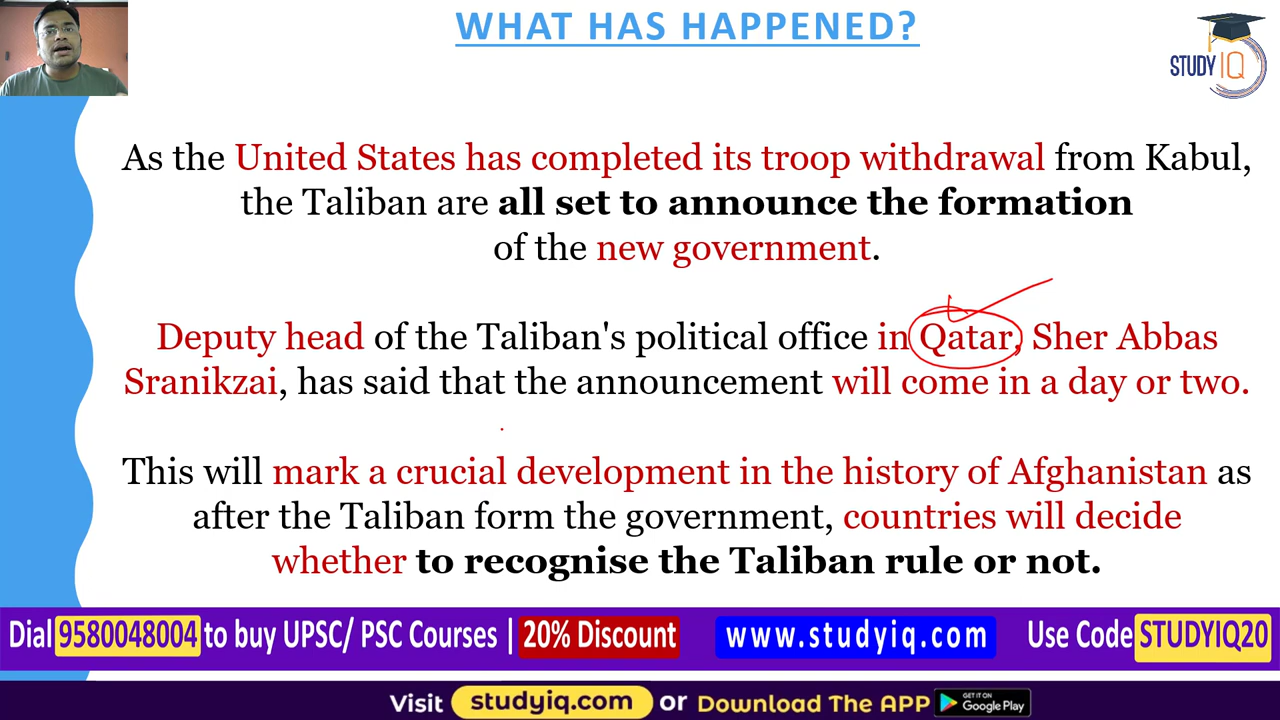 WHAT HAS HAPPENED?
STUDY IQ
As the United States has completed its troop withdrawal from Kabul,
the Taliban are all set to announce the formation
of the new government.
Deputy head of the Taliban's political office in Qatar, Sher Abbas
Sranikzai, has said that the announcement will come in a day or two.
This will mark a crucial development in the history of Afghanistan as
after the Taliban form the government, countries will decide
whether to recognise the Taliban rule or not.
Dial 9580048004 to buy UPSC/ PSC Courses | 20% Discount www.studyiq.com Use Code STUDYIQ20
Visit studyiq.com or Download The APP GET IT ON Google Play